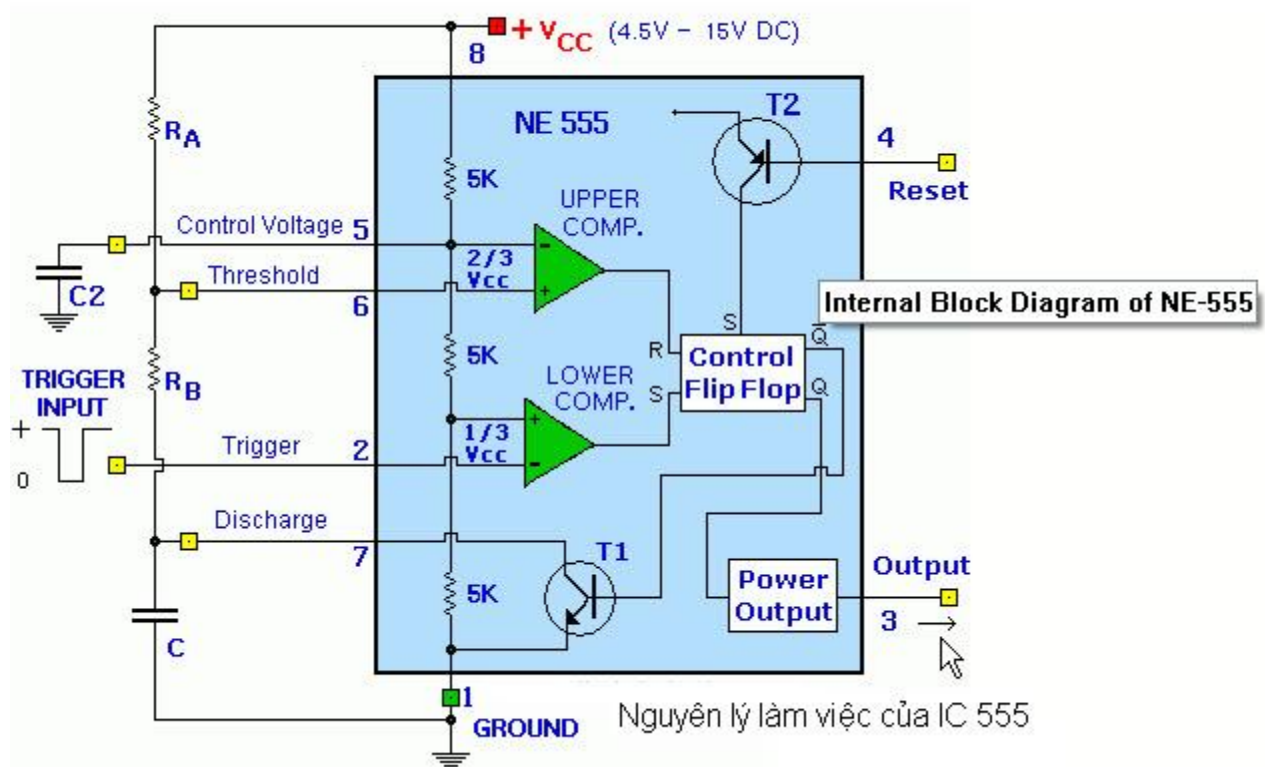 + VCC (4.5V - 15V DC)
8
NE 555
T2
4
Reset
RA
5K
UPPER
COMP.
Control Voltage 5
2/3
Vcc
-
+
Threshold
6
C2
Internal Block Diagram of NE-555
S
R
Q̅
Control
Flip Flop
S
Q
5K
TRIGGER
INPUT
+
0
RB
LOWER
COMP.
+
1/3
Vcc
-
Trigger 2
Discharge
7
T1
5K
Power
Output
Output
3
C
1
GROUND
Nguyên lý làm việc của IC 555